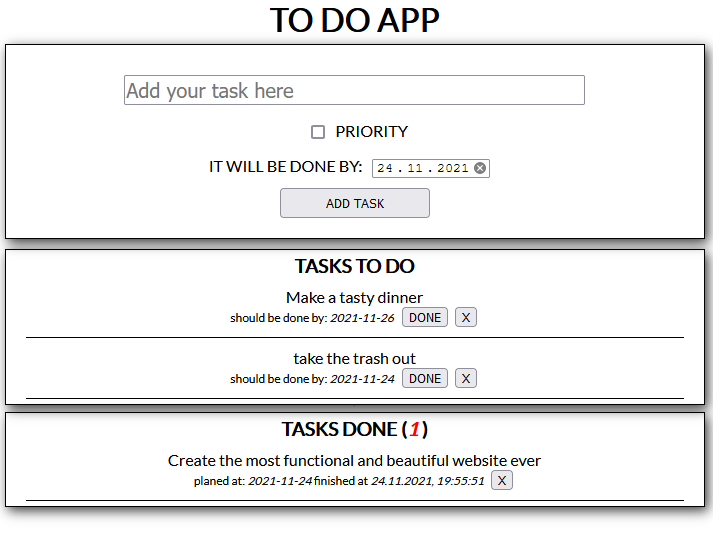 TO DO APP
Add your task here
PRIORITY
IT WILL BE DONE BY: 24 . 11 . 2021
ADD TASK
TASKS TO DO
Make a tasty dinner
should be done by: 2021-11-26 DONE X
take the trash out
should be done by: 2021-11-24 DONE X
TASKS DONE (1)
Create the most functional and beautiful website ever
planed at: 2021-11-24 finished at 24.11.2021, 19:55:51 X